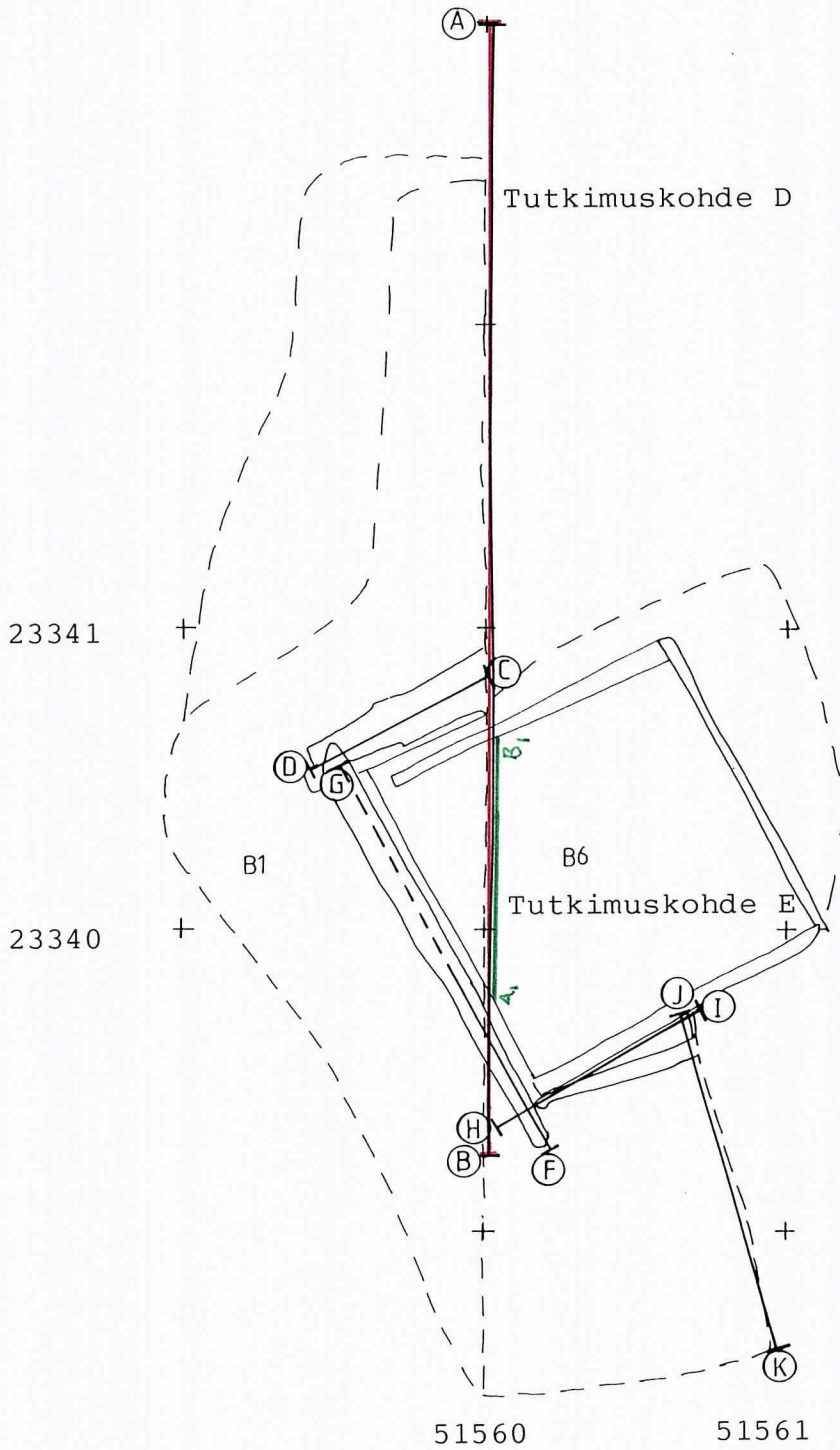 A
Tutkimuskohde D
23341
C
D
G
B₁
B1
B6
Tutkimuskohde E
23340
A₁
J
I
H
B
F
K
51560
51561